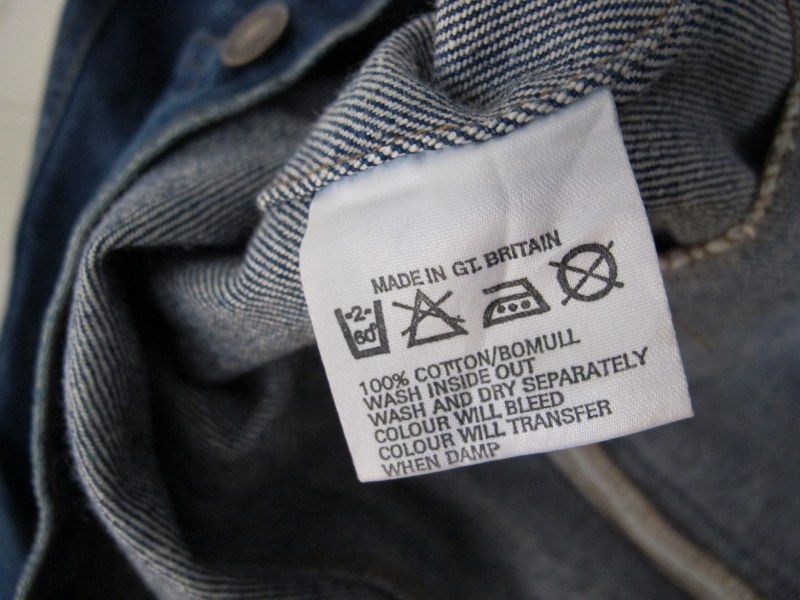 MADE IN GT. BRITAIN
-2-
60°
100% COTTON/BOMULL
WASH INSIDE OUT
WASH AND DRY SEPARATELY
COLOUR WILL BLEED
COLOUR WILL TRANSFER
WHEN DAMP